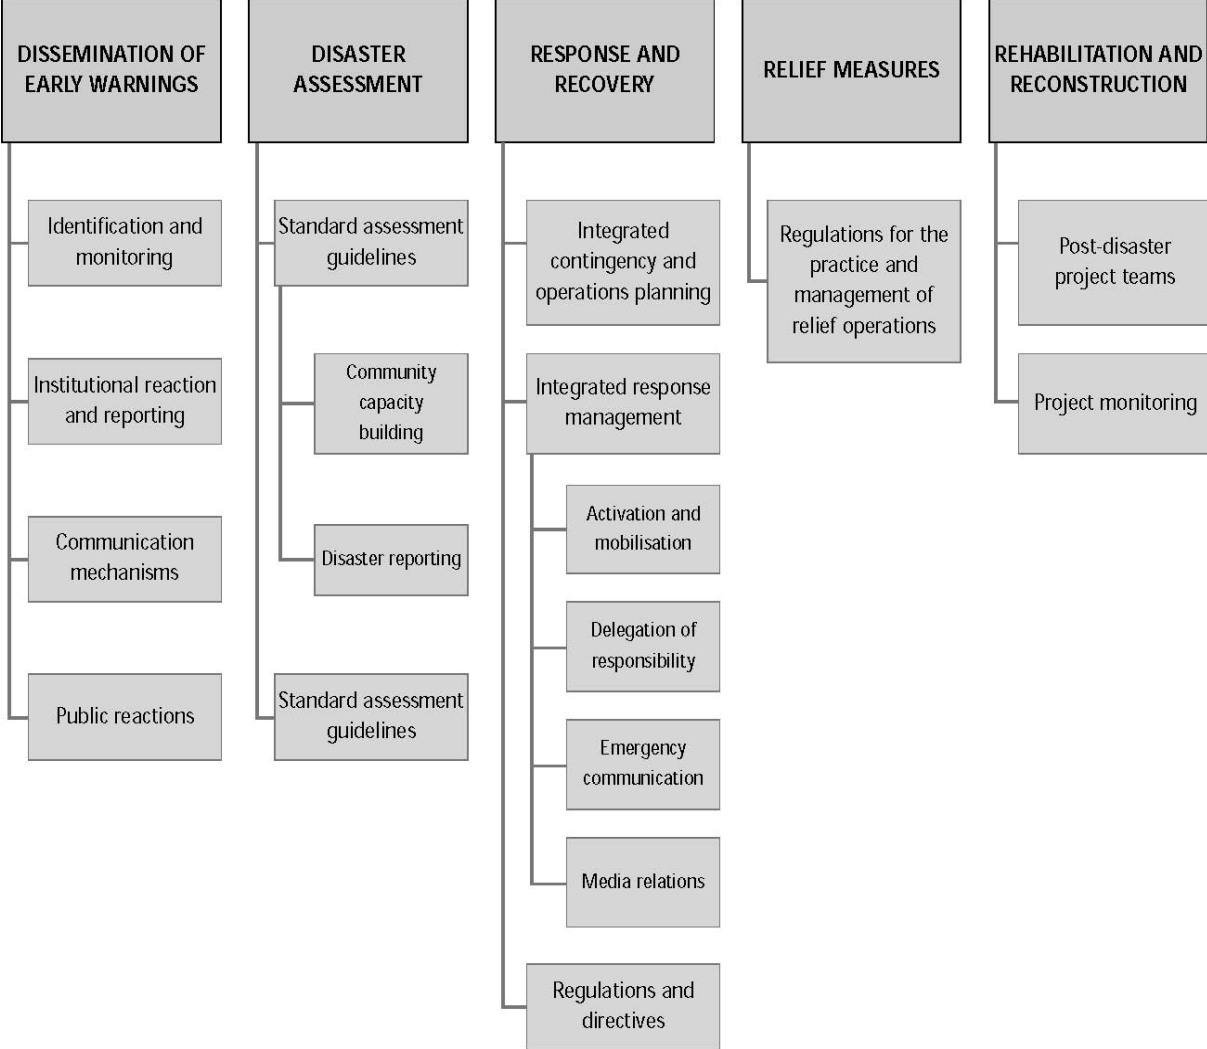 DISSEMINATION OF
EARLY WARNINGS
Identification and
monitoring
Institutional reaction
and reporting
Communication
mechanisms
Public reactions
DISASTER
ASSESSMENT
Standard assessment
guidelines
Community
capacity
building
Disaster reporting
Standard assessment
guidelines
RESPONSE AND
RECOVERY
Integrated
contingency and
operations planning
Integrated response
management
Activation and
mobilisation
Delegation of
responsibility
Emergency
communication
Media relations
Regulations and
directives
RELIEF MEASURES
Regulations for the
practice and
management of
relief operations
REHABILITATION AND
RECONSTRUCTION
Post-disaster
project teams
Project monitoring